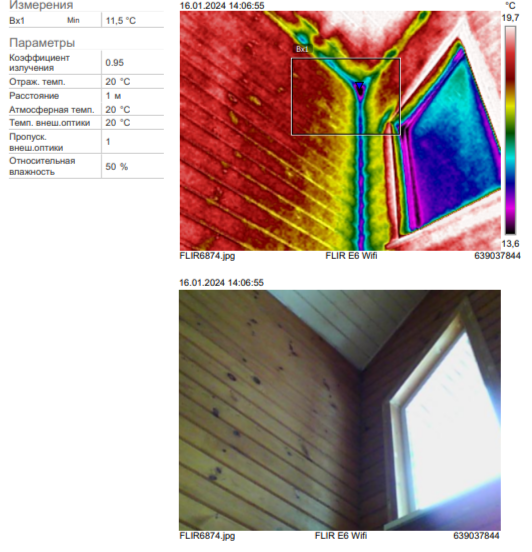 Измерения
Bx1 Min 11,5 °C
Параметры
Коэффициент
излучения 0.95
Отраж. темп. 20 °C
Расстояние 1 м
Атмосферная темп. 20 °C
Темп. внеш.оптики 20 °C
Пропуск.
внеш.оптики 1
Относительная
влажность 50 %
16.01.2024 14:06:55
°C
19,7
Bx1
13,6
FLIR6874.jpg FLIR E6 Wifi 639037844
16.01.2024 14:06:55
FLIR6874.jpg FLIR E6 Wifi 639037844